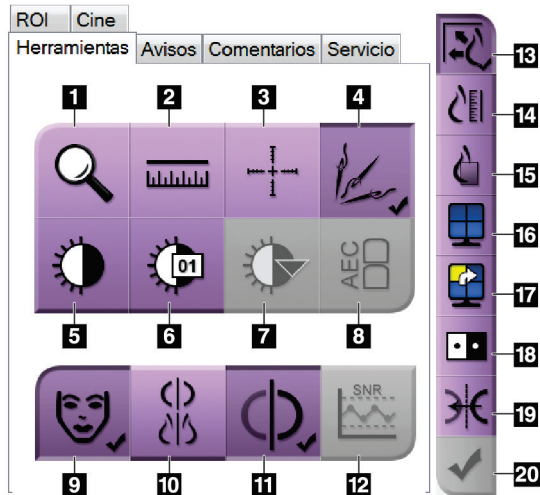 ROI Cine
Herramientas Avisos Comentarios Servicio
1 2 3 4
01
AEC
5 6 7 8
SNR
9 10 11 12
13
14
15
16
17
18
19
20